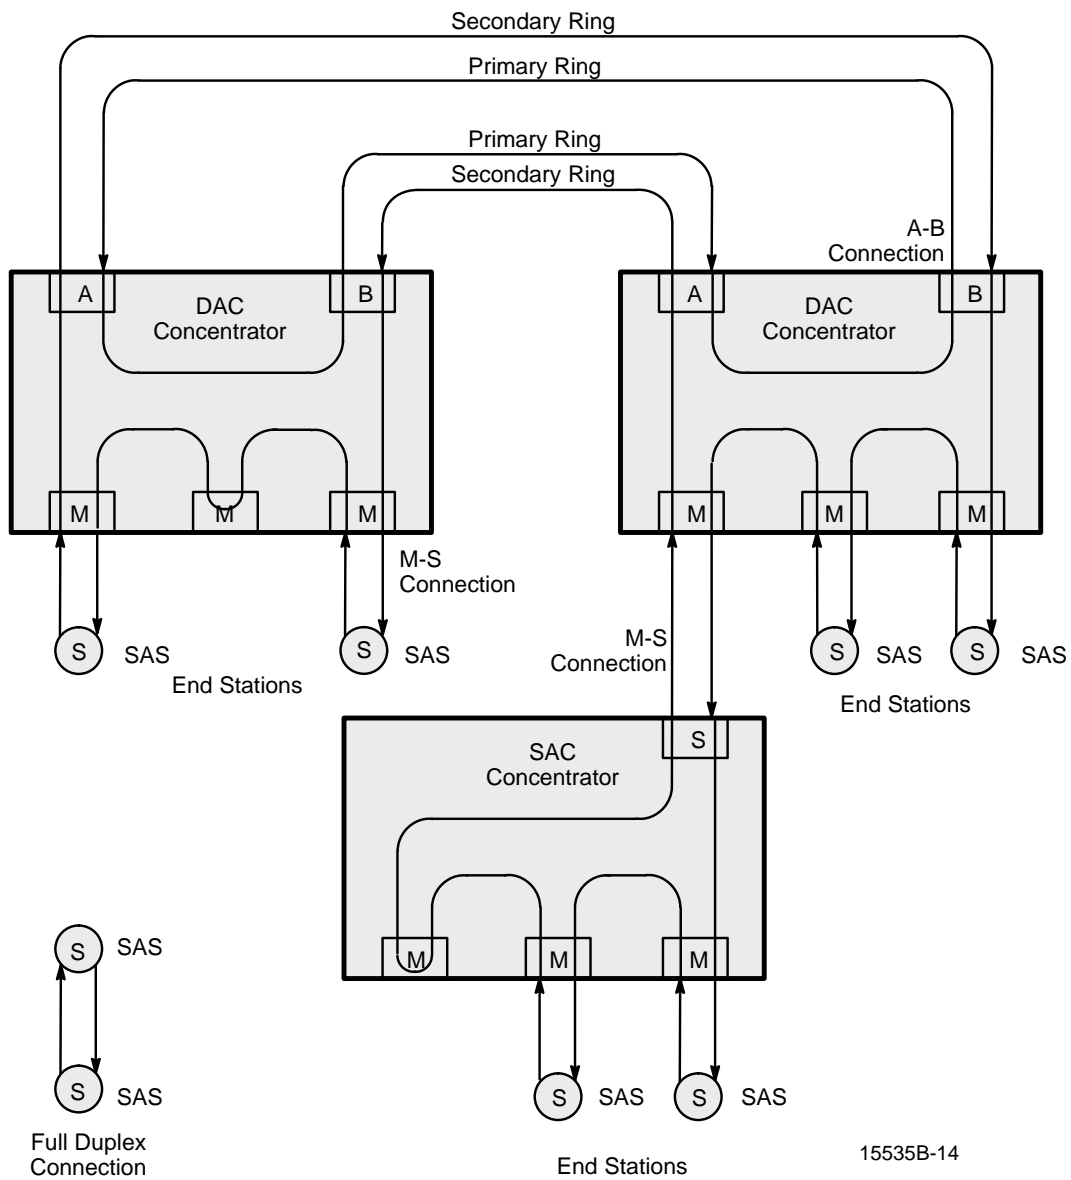 Secondary Ring
Primary Ring
Primary Ring
Secondary Ring
A-B
Connection
A
B
DAC
Concentrator
A
B
DAC
Concentrator
M
M
M
M
M
M
M-S
Connection
S
SAS
S
SAS
End Stations
M-S
Connection
S
SAS
S
SAS
End Stations
S
SAC
Concentrator
M
M
M
S
SAS
S
SAS
Full Duplex
Connection
S
SAS
S
SAS
End Stations
15535B-14